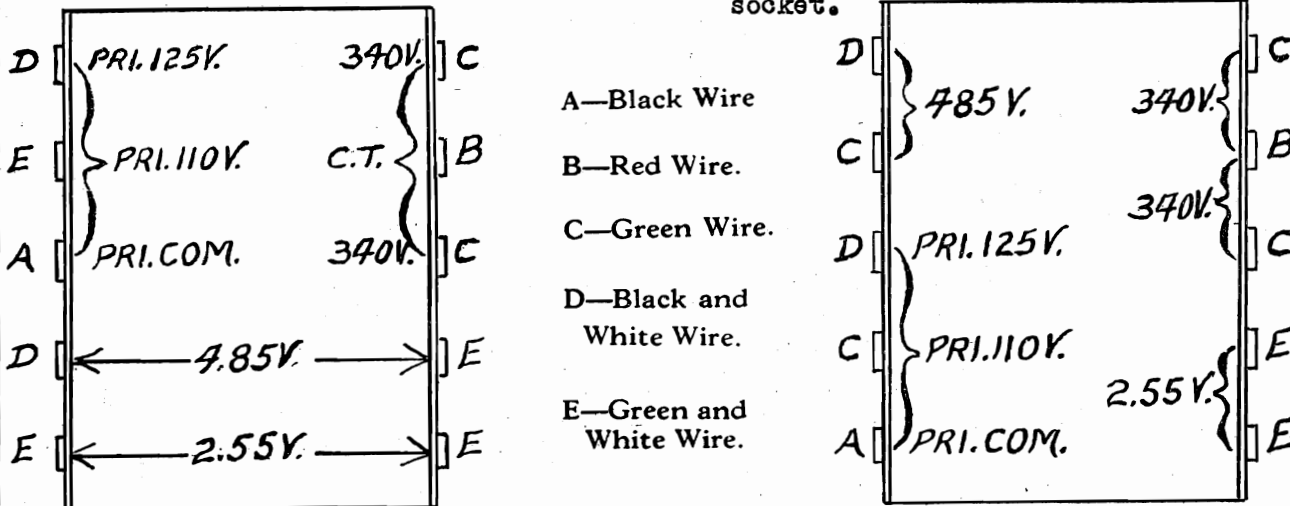 socket.
D PRI.125V. 340V. C
E PRI.110V. C.T. B
A PRI.COM. 340V. C
D 4.85V. E
E 2.55V. E
A—Black Wire
B—Red Wire.
C—Green Wire.
D—Black and
White Wire.
E—Green and
White Wire.
D C
485 V. 340V.
C B
340V.
D PRI.125V. C
C PRI.110V. E
2.55 V.
A PRI.COM. E